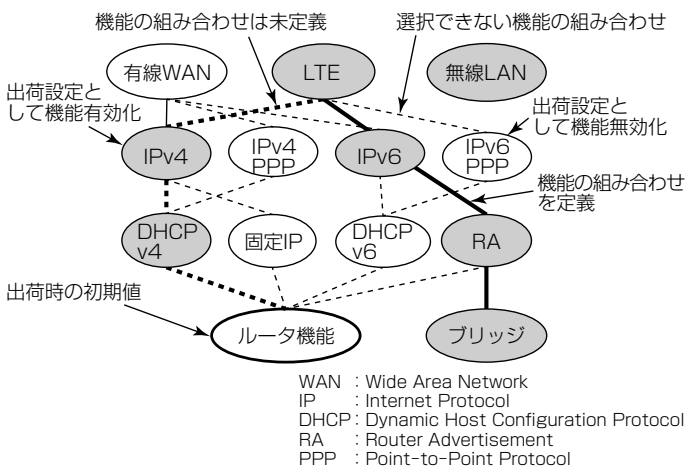 機能の組み合わせは未定義
選択できない機能の組み合わせ
有線WAN
LTE
無線LAN
出荷設定と
して機能有効化
出荷設定と
して機能無効化
IPv4
IPv4
PPP
IPv6
IPv6
PPP
機能の組み合わせ
を定義
DHCP
v4
固定IP
DHCP
v6
RA
出荷時の初期値
ルータ機能
ブリッジ
WAN : Wide Area Network
IP : Internet Protocol
DHCP : Dynamic Host Configuration Protocol
RA : Router Advertisement
PPP : Point-to-Point Protocol